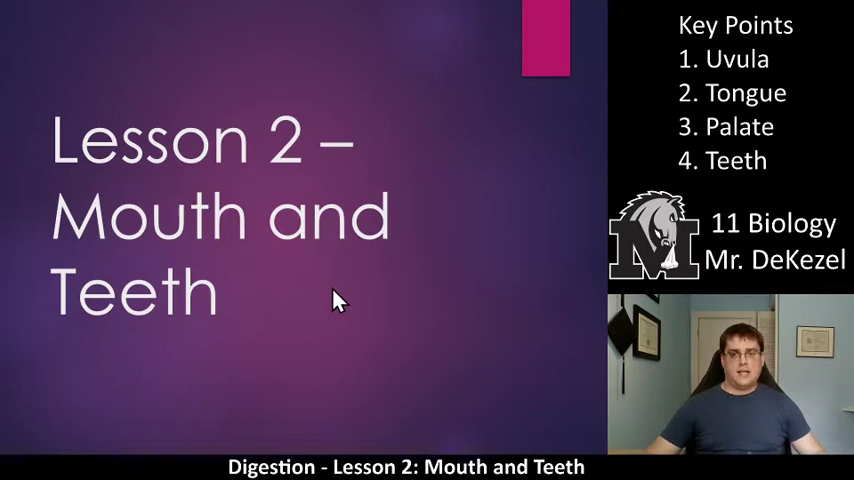 Lesson 2 –
Mouth and
Teeth
Key Points
1. Uvula
2. Tongue
3. Palate
4. Teeth
M
11 Biology
Mr. DeKezel
Digestion - Lesson 2: Mouth and Teeth